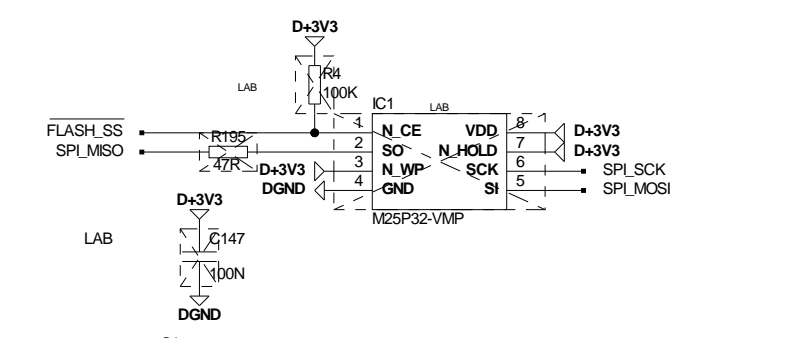 D+3V3
R4
LAB
100K
IC1
LAB
FLASH_SS
1
N_CE
VDD
8
D+3V3
R195
SPI_MISO
2
SO
N_HOLD
7
D+3V3
47R
D+3V3
3
N_WP
SCK
6
SPI_SCK
DGND
4
GND
SI
5
SPI_MOSI
M25P32-VMP
D+3V3
LAB
C147
100N
DGND